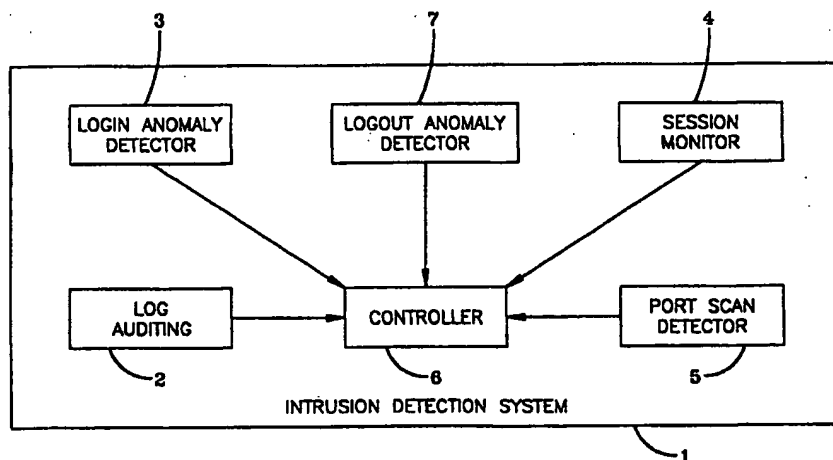 3
7
4
LOGIN ANOMALY
DETECTOR
LOGOUT ANOMALY
DETECTOR
SESSION
MONITOR
LOG
AUDITING
CONTROLLER
PORT SCAN
DETECTOR
2
6
5
INTRUSION DETECTION SYSTEM
1